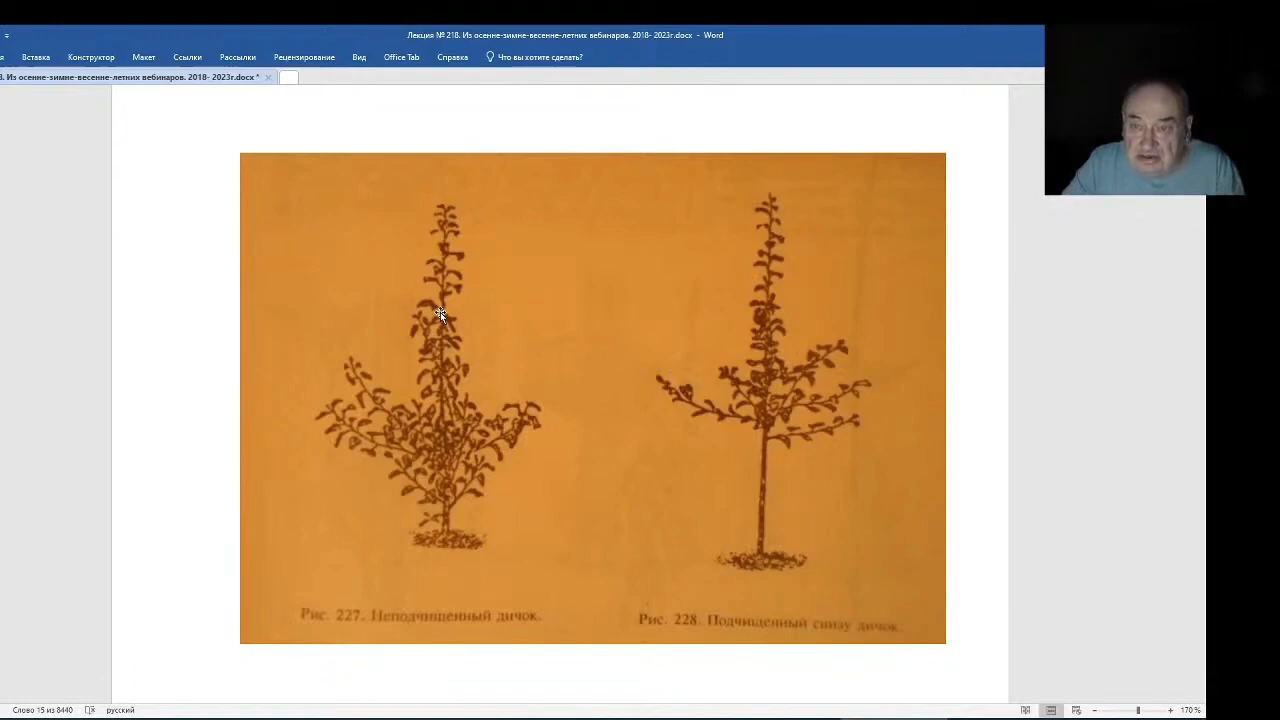 Лекция № 218. Из осенне-зимне-весенне-летних вебинаров. 2018- 2023г.docx - Word
я Вставка Конструктор Макет Ссылки Рассылки Рецензирование Вид Office Tab Справка Что вы хотите сделать?
8. Из осенне-зимне-весенне-летних вебинаров. 2018- 2023г.docx *
Рис. 227. Неподчищенный дичок.
Рис. 228. Подчищенный снизу дичок.
Слово 15 из 8440 русский 170 %